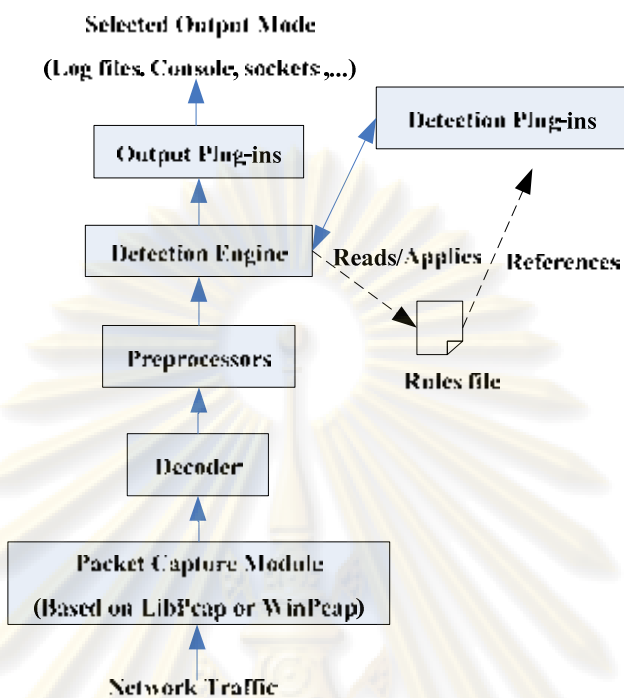 Selected Output Mode
(Log files, Console, sockets,...)
Output Plug-ins
Detection Plug-ins
Detection Engine
Reads/Applies
References
Rules file
Preprocessors
Decoder
Packet Capture Module
(Based on LibPcap or WinPcap)
Network Traffic